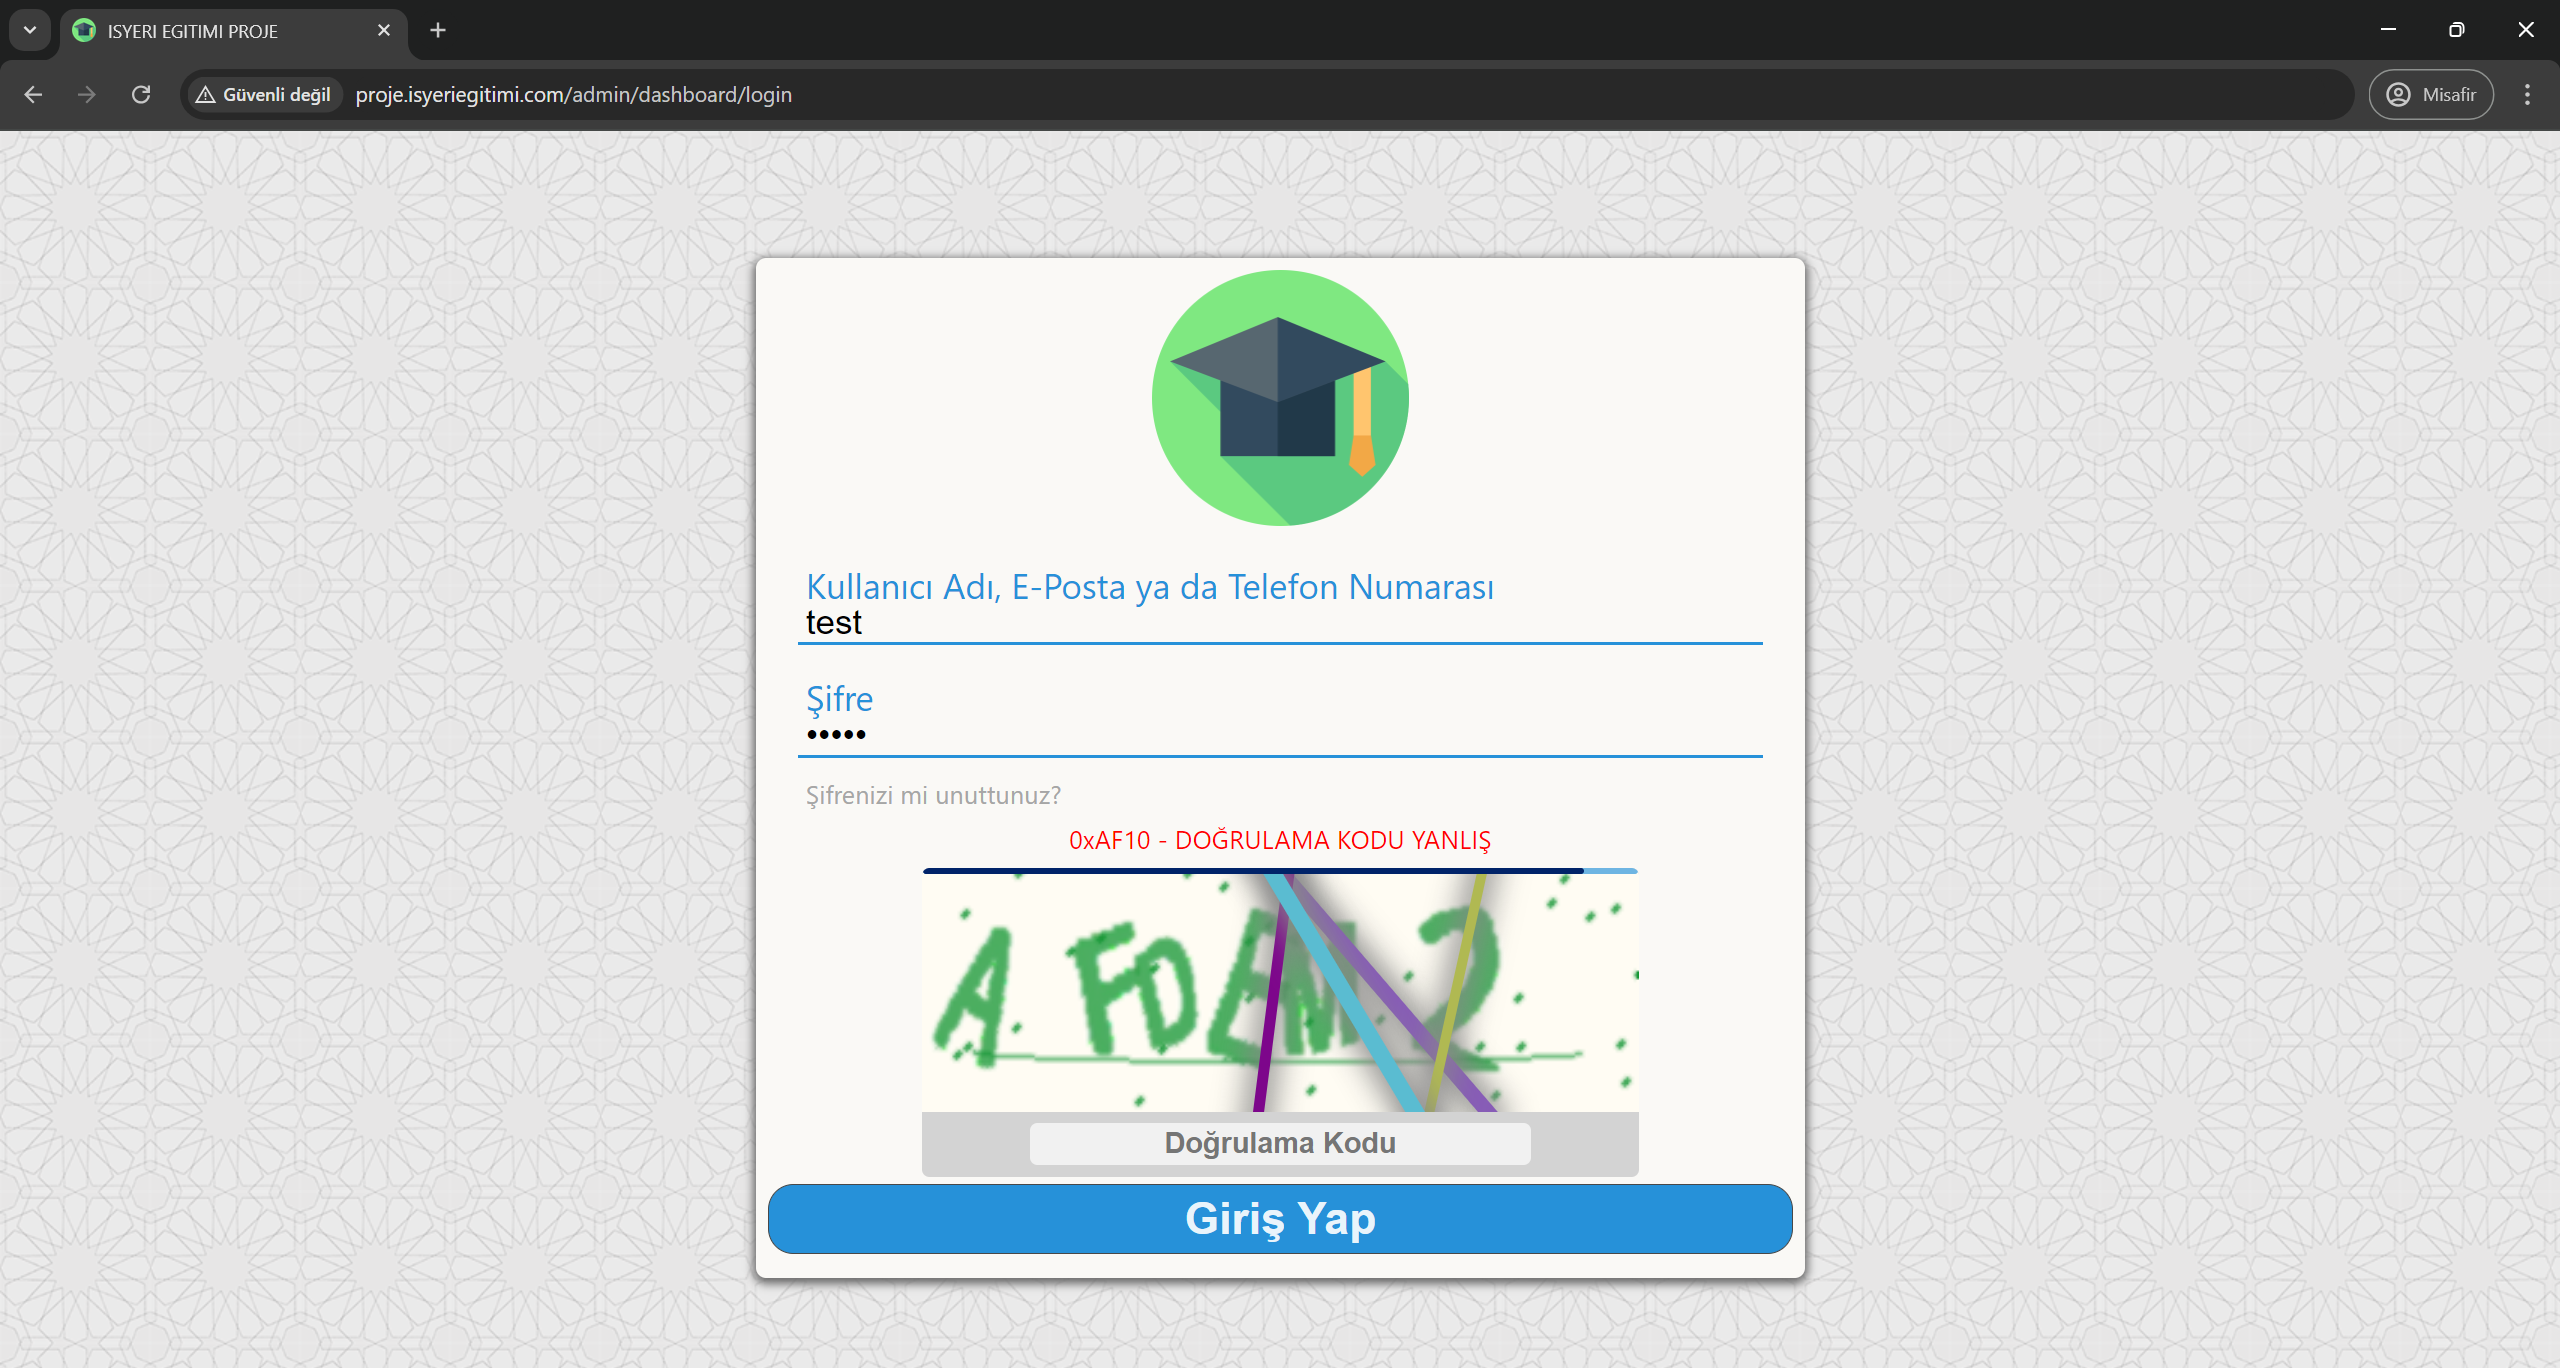 ISYERI EGITIMI PROJE
Güvenli değil
proje.isyeriegitimi.com/admin/dashboard/login
Misafir
Kullanıcı Adı, E-Posta ya da Telefon Numarası
test
Şifre
•••••
Şifrenizi mi unuttunuz?
0xAF10 - DOĞRULAMA KODU YANLIŞ
Doğrulama Kodu
Giriş Yap